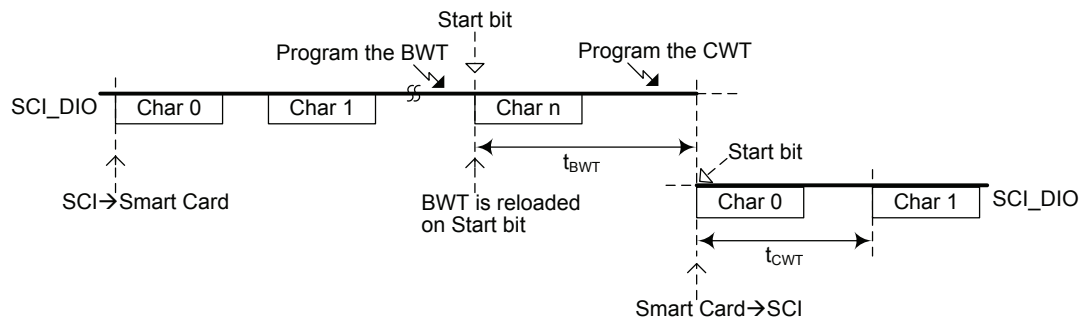 Start bit
Program the BWT
Program the CWT
SCI_DIO
Char 0
Char 1
Char n
tBWT
Start bit
SCI→Smart Card
BWT is reloaded
on Start bit
Char 0
Char 1
SCI_DIO
tCWT
Smart Card→SCI